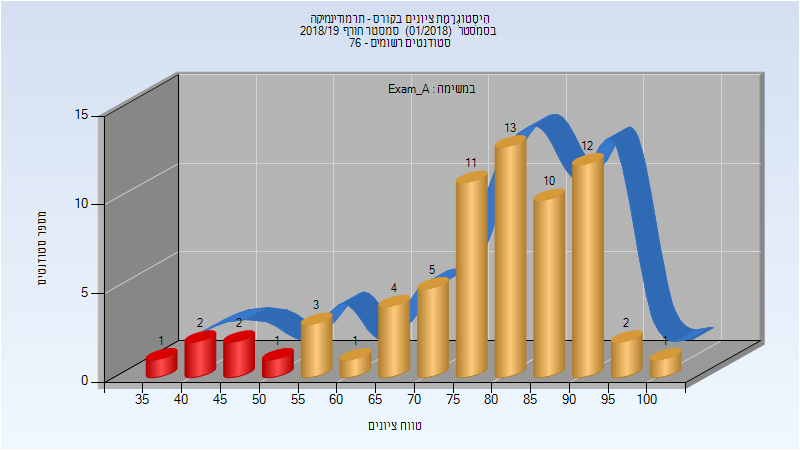 היסטוגרמת ציונים בקורס - תרמודינמיקה
בסמסטר (01/2018) סמסטר חורף 2018/19
סטודנטים רשומים - 76
במשימה : Exam_A
מספר סטודנטים
15
10
5
0
1
2
2
1
3
1
4
5
11
13
10
12
2
1
35 40 45 50 55 60 65 70 75 80 85 90 95 100
טווח ציונים